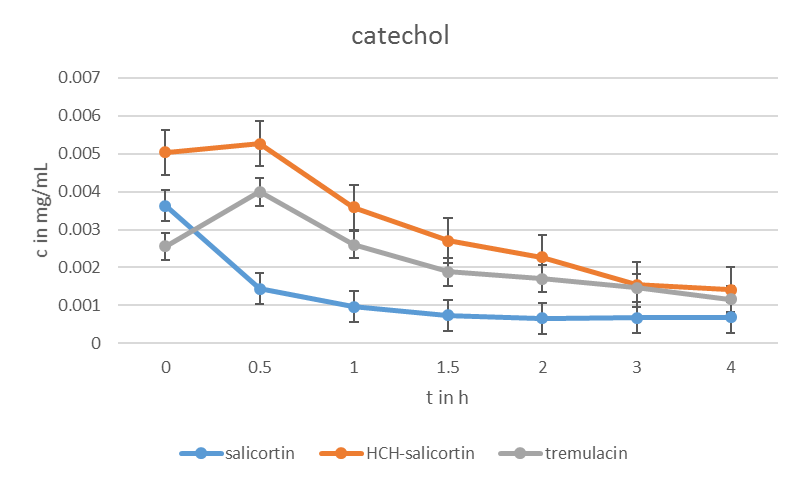 catechol
0.007
0.006
0.005
0.004
0.003
0.002
0.001
0
c in mg/mL
0 0.5 1 1.5 2 3 4
t in h
salicortin HCH-salicortin tremulacin